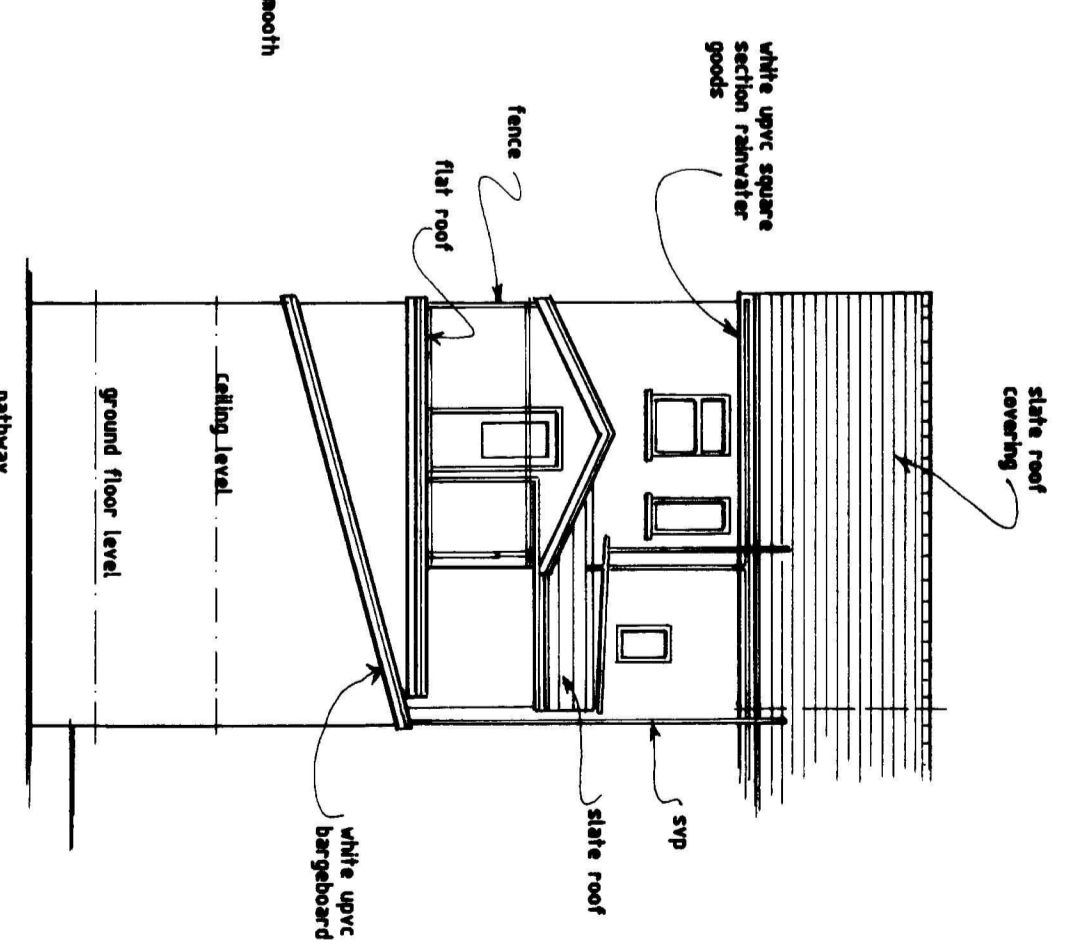 slate roof
covering
white upvc square
section rainwater
goods
svp
slate roof
fence
flat roof
white upvc
bargeboard
ceiling level
ground floor level
pathway